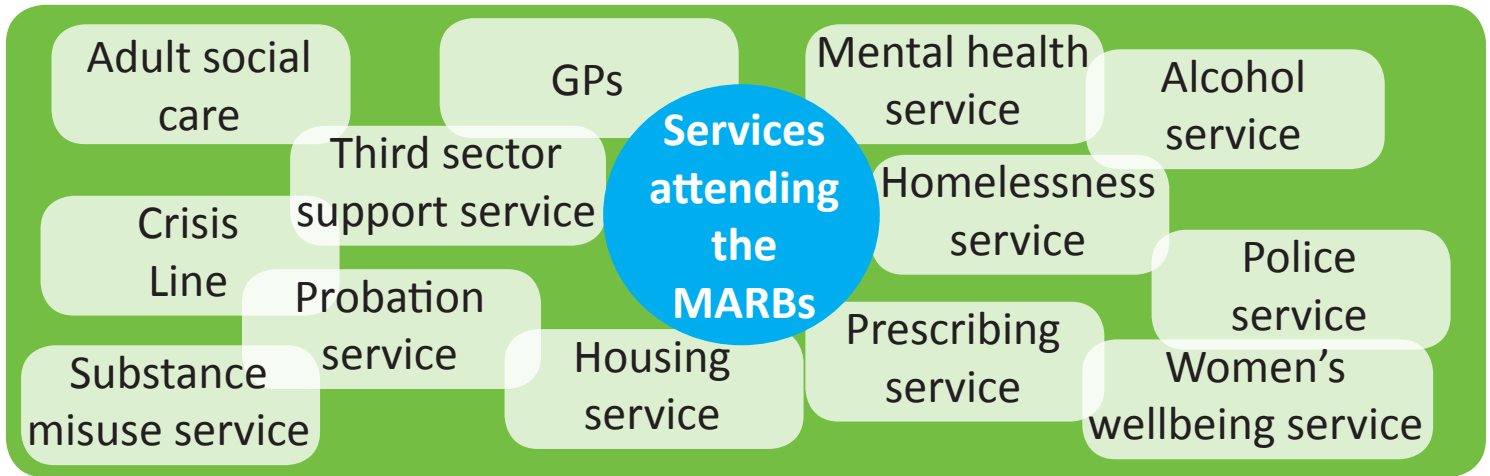 Adult social
care
GPs
Mental health
service
Alcohol
service
Third sector
support service
Services
attending
the
MARBs
Homelessness
service
Crisis
Line
Police
service
Probation
service
Prescribing
service
Housing
service
Substance
misuse service
Women's
wellbeing service